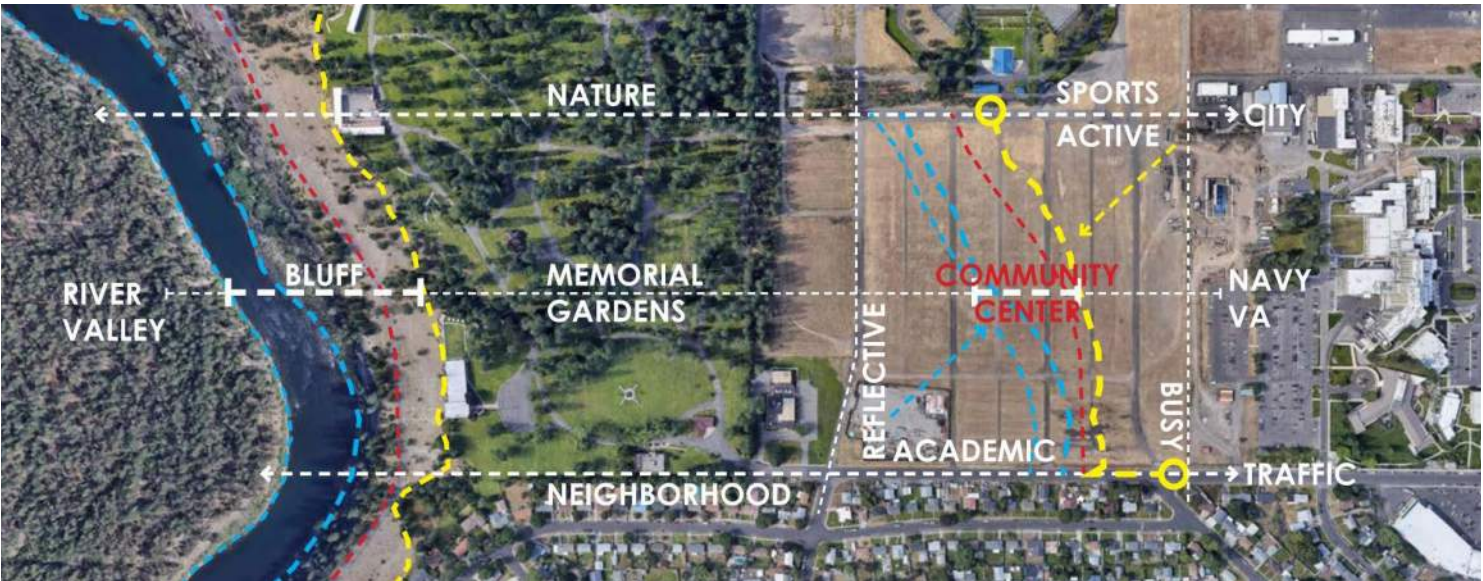 NATURE
SPORTS
ACTIVE
CITY
RIVER
VALLEY
BLUFF
MEMORIAL
GARDENS
REFLECTIVE
COMMUNITY
CENTER
NAVY
VA
BUSY
ACADEMIC
NEIGHBORHOOD
TRAFFIC